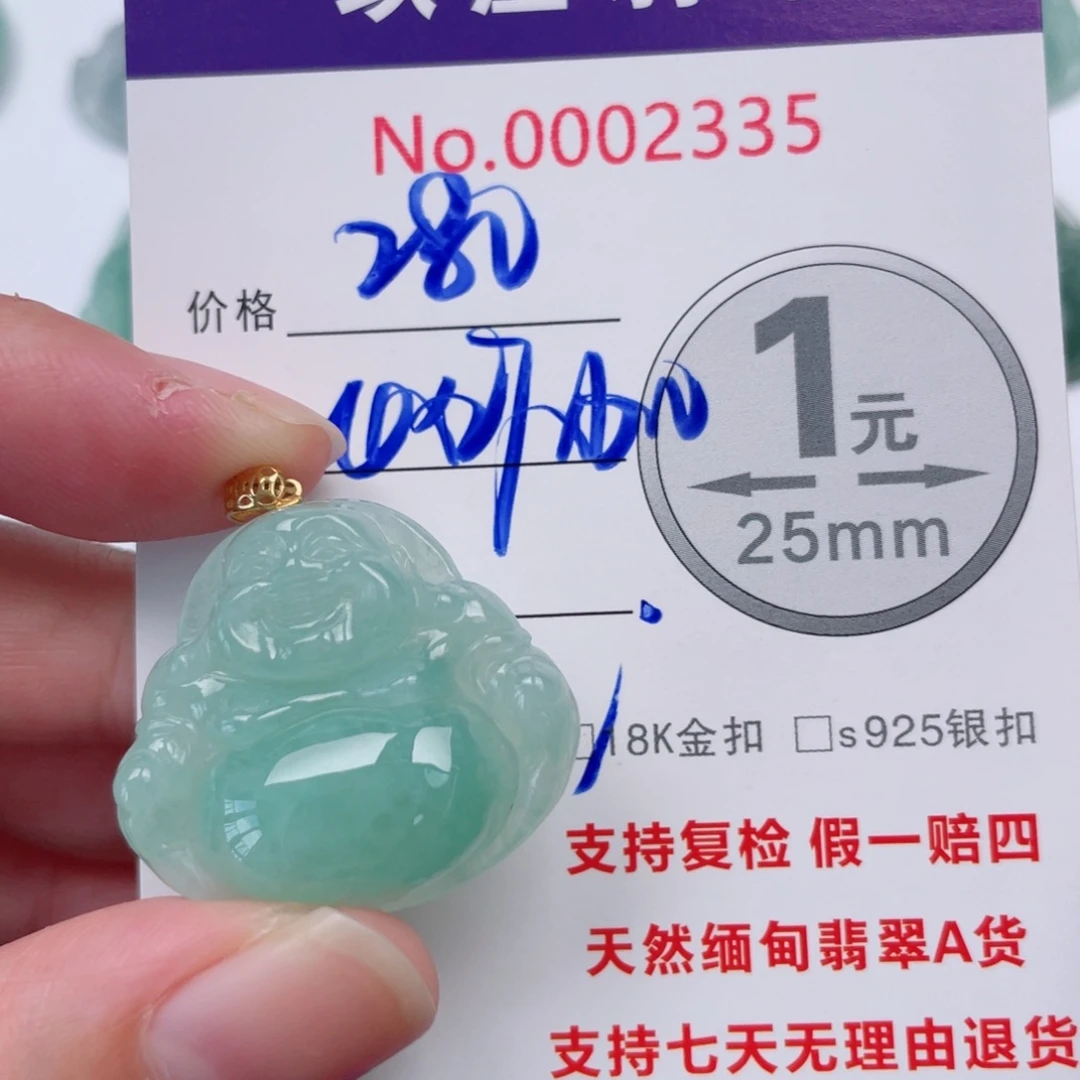 No.0002335
280
价格
1元
25mm
18K金扣 □s925银扣
支持复检 假一赔四
天然缅甸翡翠A货
支持七天无理由退货